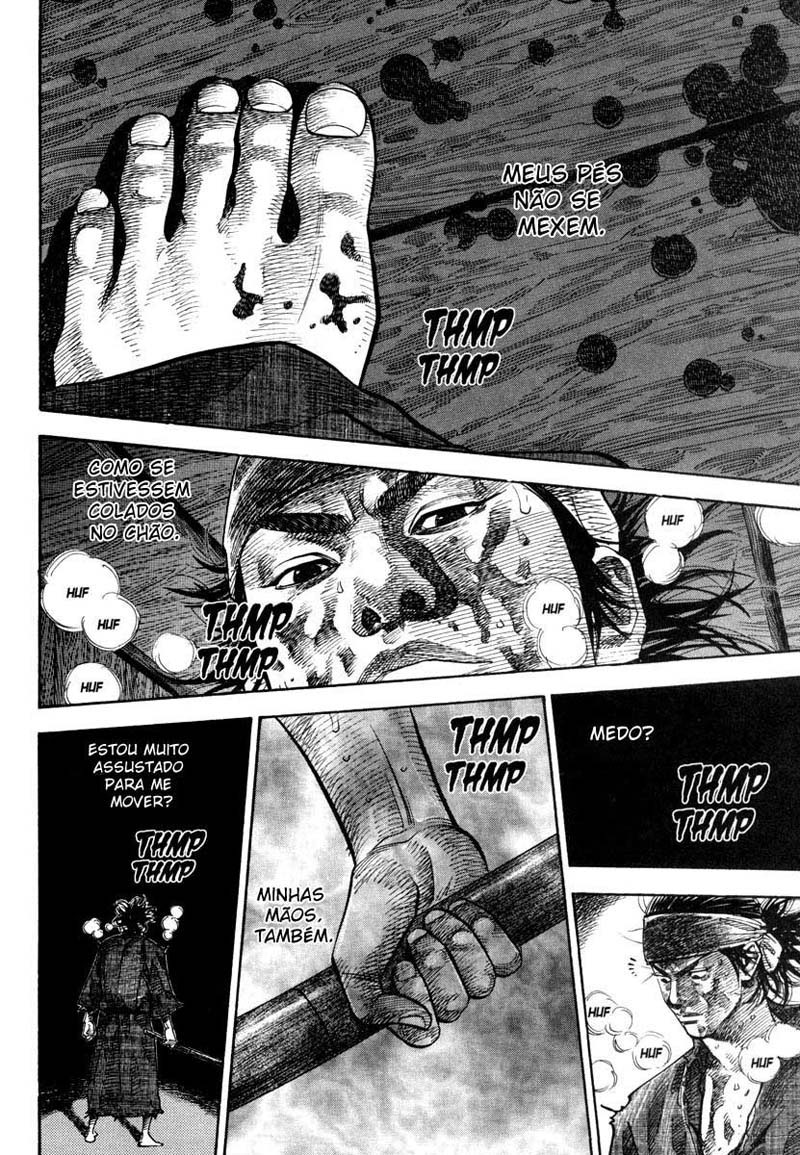 MEUS PÉS
NÃO SE
MEXEM.
THMP
THMP
COMO SE
ESTIVESSEM
COLADOS
NO CHÃO.
HUF
HUF
HUF
HUF
HUF
THMP
THMP
MEDO?
THMP
THMP
HUF
HUF
HUF
THMP
THMP
MINHAS
MÃOS,
TAMBÉM.
ESTOU MUITO
ASSUSTADO
PARA ME
MOVER?
THMP
THMP